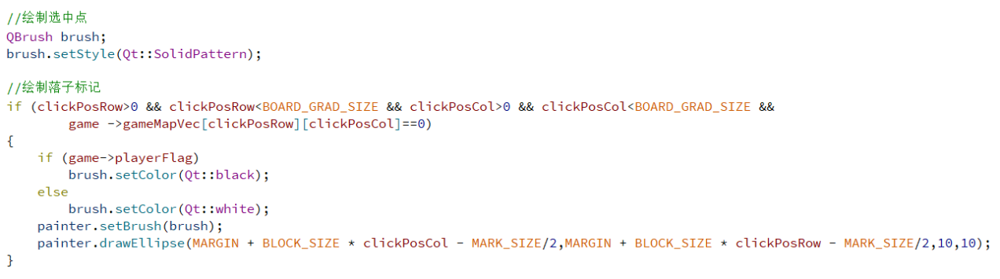 //绘制选中点
QBrush brush;
brush.setStyle(Qt::SolidPattern);

//绘制落子标记
if (clickPosRow>0 && clickPosRow<BOARD_GRAD_SIZE && clickPosCol>0 && clickPosCol<BOARD_GRAD_SIZE &&
        game ->gameMapVec[clickPosRow][clickPosCol]==0)
{
    if (game->playerFlag)
        brush.setColor(Qt::black);
    else
        brush.setColor(Qt::white);
    painter.setBrush(brush);
    painter.drawEllipse(MARGIN + BLOCK_SIZE * clickPosCol - MARK_SIZE/2,MARGIN + BLOCK_SIZE * clickPosRow - MARK_SIZE/2,10,10);
}